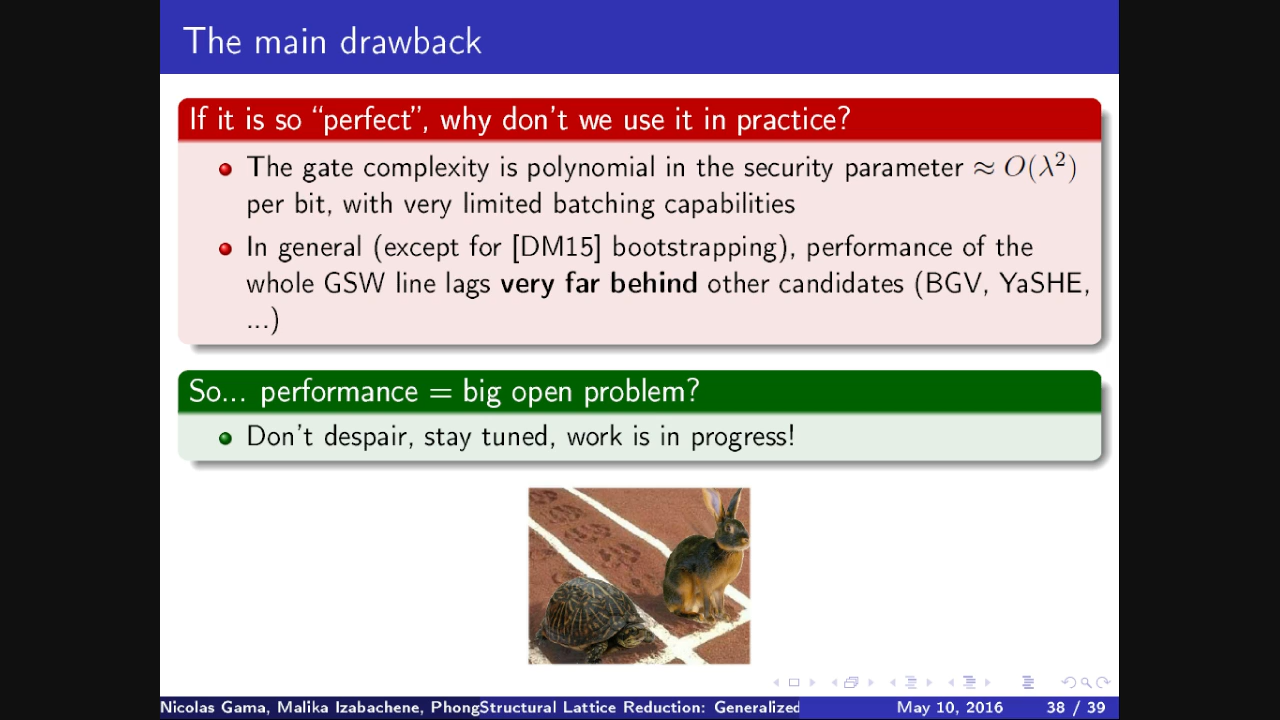 The main drawback
If it is so “perfect”, why don't we use it in practice?
The gate complexity is polynomial in the security parameter ≈ O(λ²)
per bit, with very limited batching capabilities
In general (except for [DM15] bootstrapping), performance of the
whole GSW line lags very far behind other candidates (BGV, YaSHE,
...)
So... performance = big open problem?
Don't despair, stay tuned, work is in progress!
Nicolas Gama, Malika Izabachene, Phong Structural Lattice Reduction: Generalized May 10, 2016 38 / 39